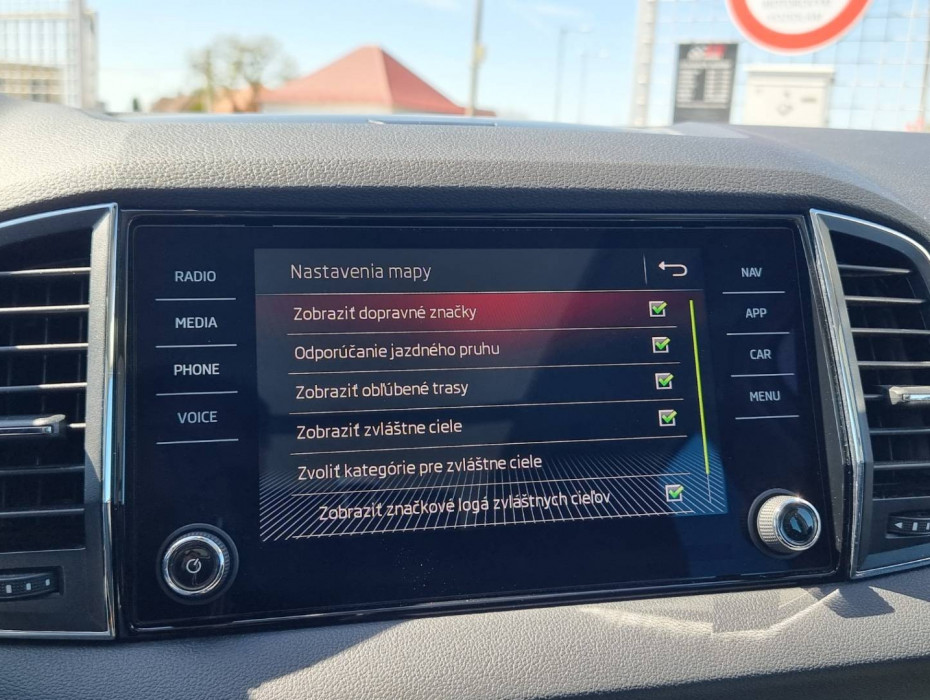 RADIO
MEDIA
PHONE
VOICE
Nastavenia mapy
Zobraziť dopravné značky
Odporúčanie jazdného pruhu
Zobraziť obľúbené trasy
Zobraziť zvláštne ciele
Zvoliť kategórie pre zvláštne ciele
Zobraziť značkové logá zvláštnych cieľov
NAV
APP
CAR
MENU